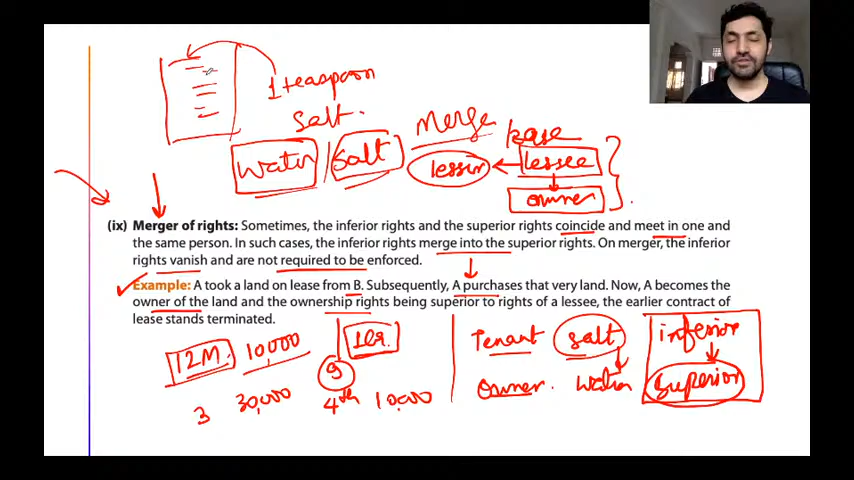 1 teaspoon
Salt.
Merge
Water / Salt
lessor
lease
lessee
owner
(ix) Merger of rights: Sometimes, the inferior rights and the superior rights coincide and meet in one and
the same person. In such cases, the inferior rights merge into the superior rights. On merger, the inferior
rights vanish and are not required to be enforced.
Example: A took a land on lease from B. Subsequently, A purchases that very land. Now, A becomes the
owner of the land and the ownership rights being superior to rights of a lessee, the earlier contract of
lease stands terminated.
12M. 10,000
1cr.
9
3 30,000 4th 10,000
Tenant Salt
Owner. Water
inferior
Superior